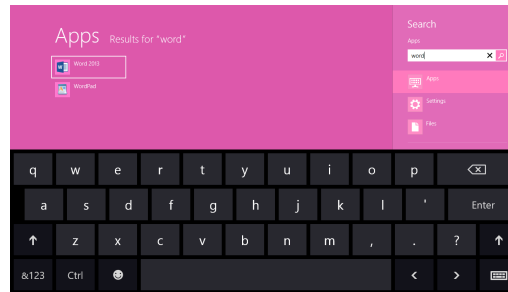 Apps Results for "word"
Word 2013
WordPad
Search
Apps
word
Apps
Settings
Files
q w e r t y u i o p
a s d f g h j k l ' Enter
z x c v b n m , . ?
&123 Ctrl < >